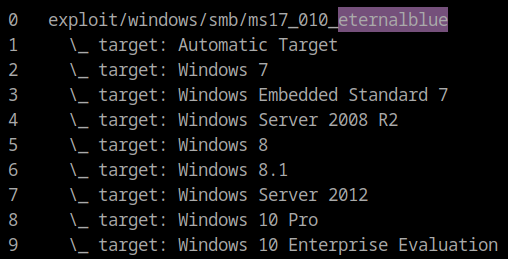 0 exploit/windows/smb/ms17_010_eternalblue
1 \_ target: Automatic Target
2 \_ target: Windows 7
3 \_ target: Windows Embedded Standard 7
4 \_ target: Windows Server 2008 R2
5 \_ target: Windows 8
6 \_ target: Windows 8.1
7 \_ target: Windows Server 2012
8 \_ target: Windows 10 Pro
9 \_ target: Windows 10 Enterprise Evaluation